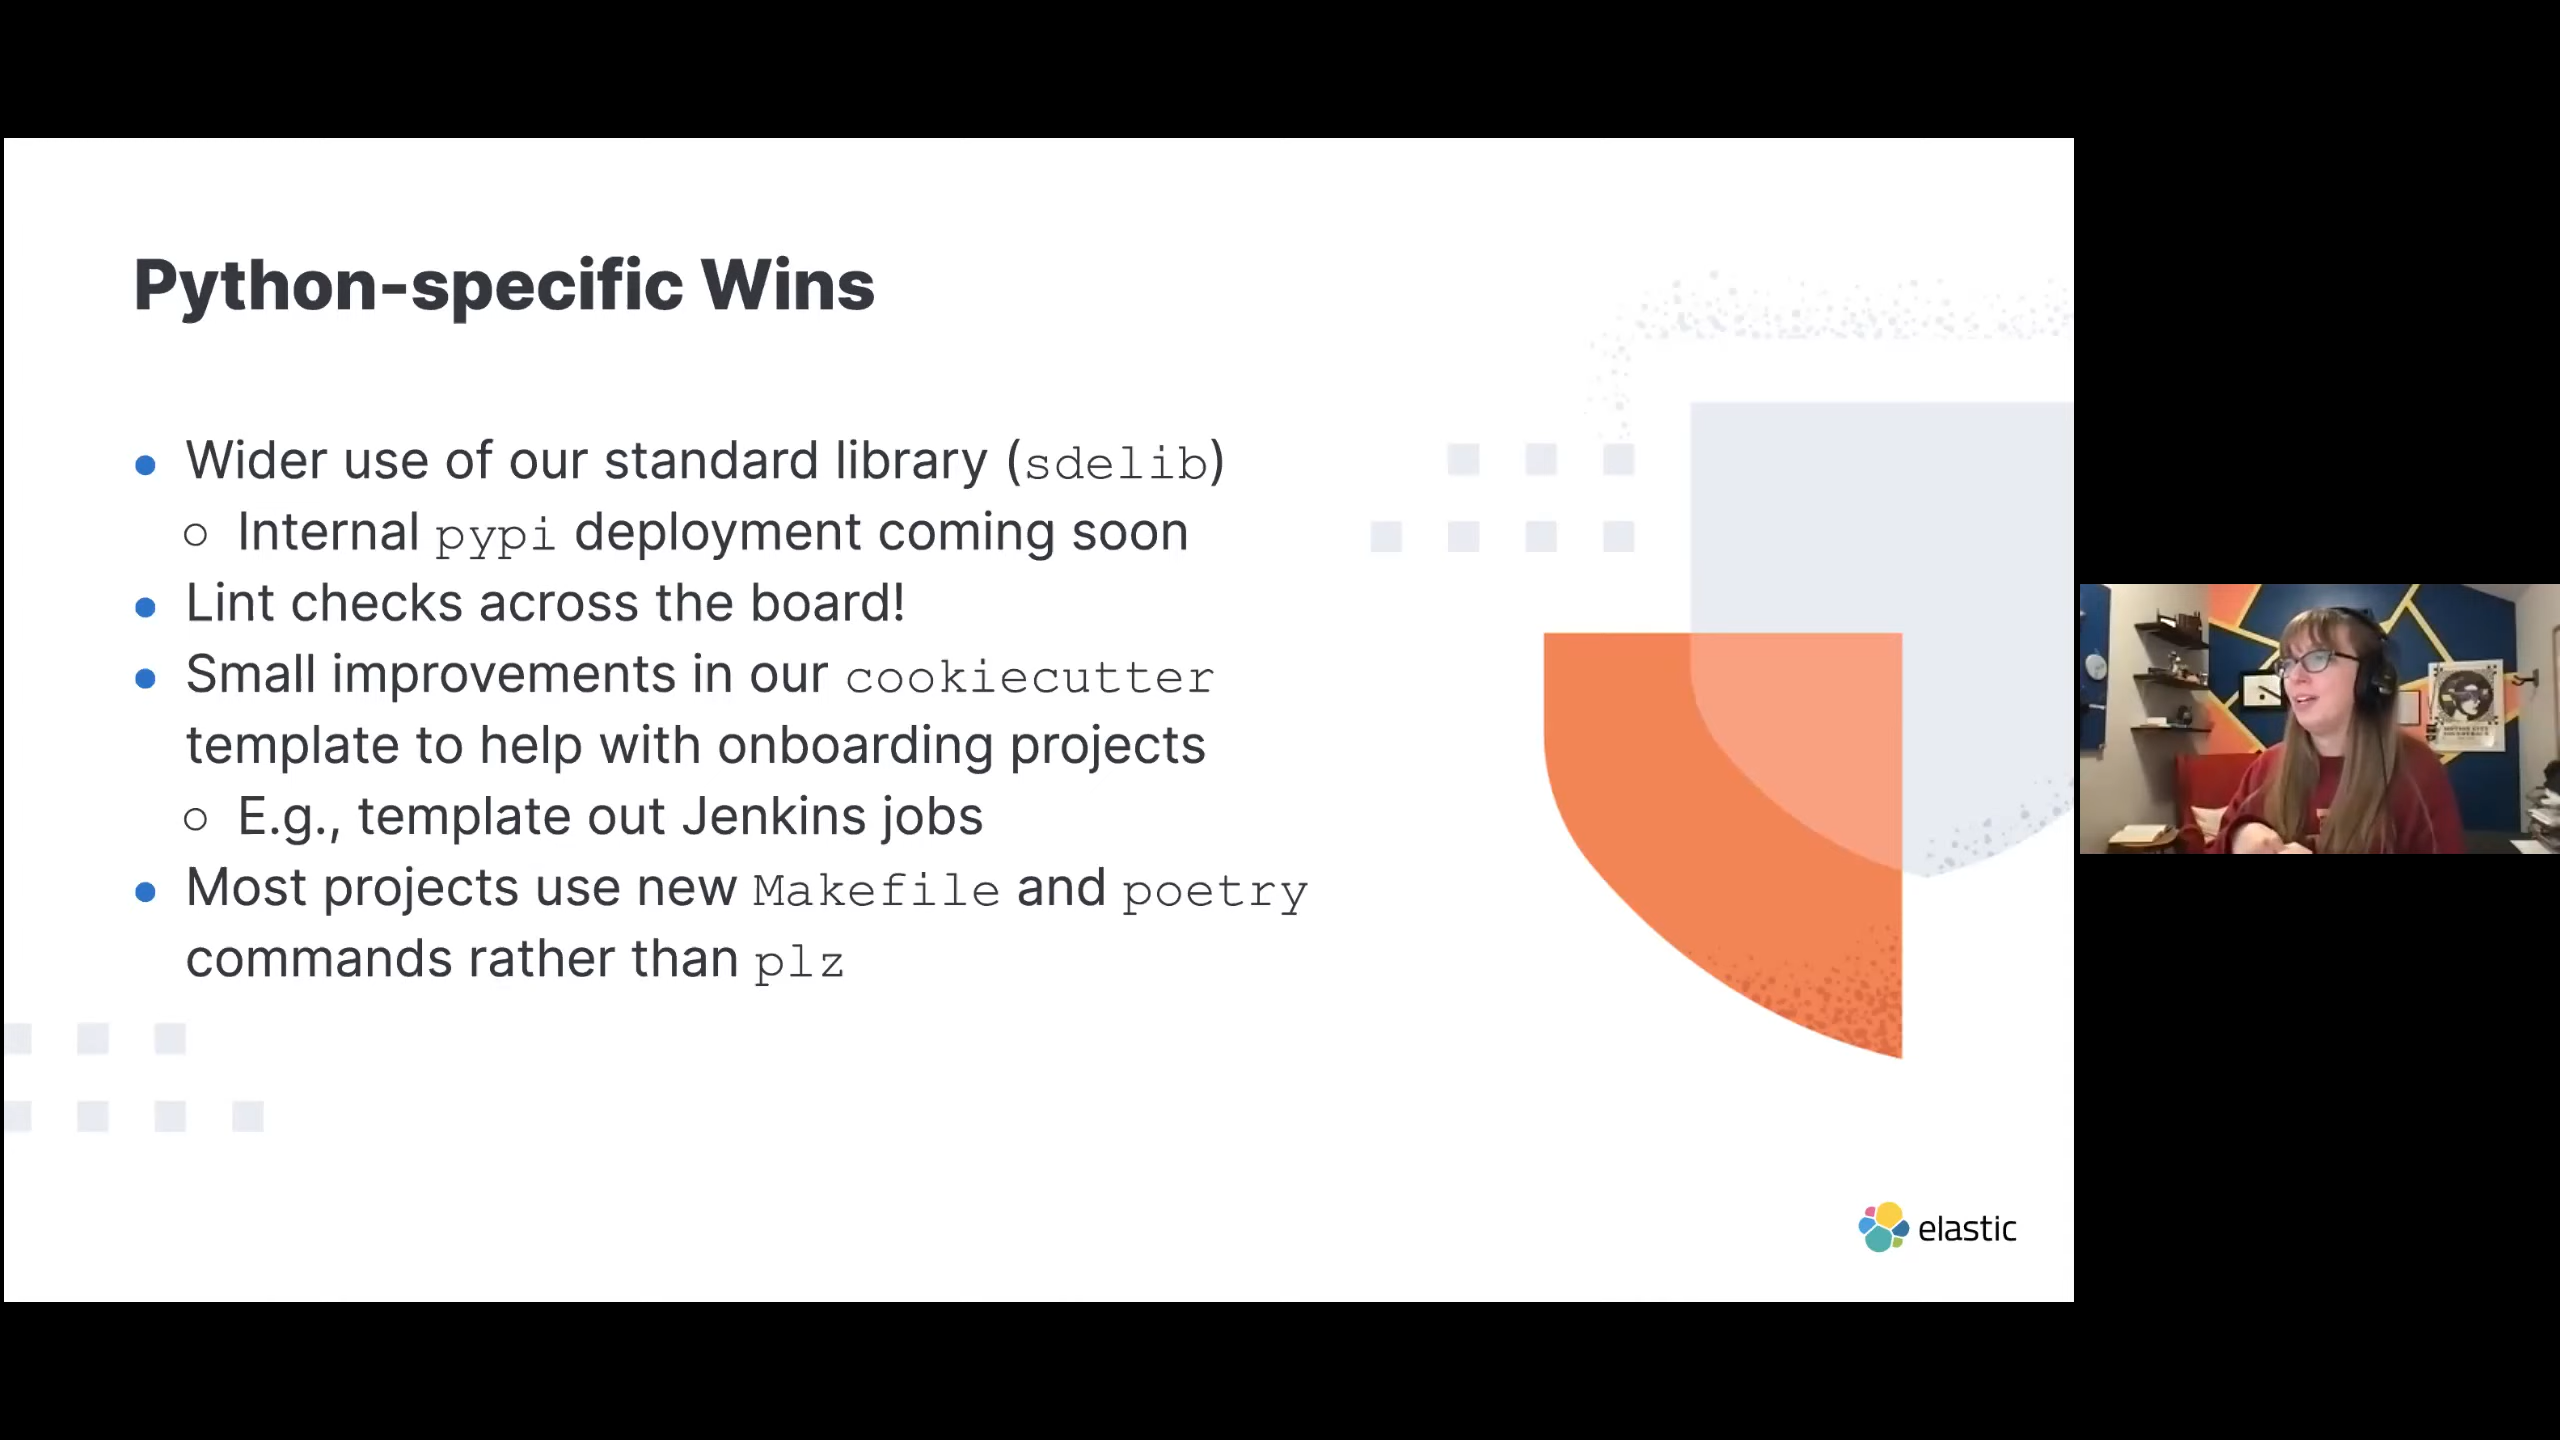 Python-specific Wins
● Wider use of our standard library (sdelib)
○ Internal pypi deployment coming soon
● Lint checks across the board!
● Small improvements in our cookiecutter
template to help with onboarding projects
○ E.g., template out Jenkins jobs
● Most projects use new Makefile and poetry
commands rather than plz
elastic